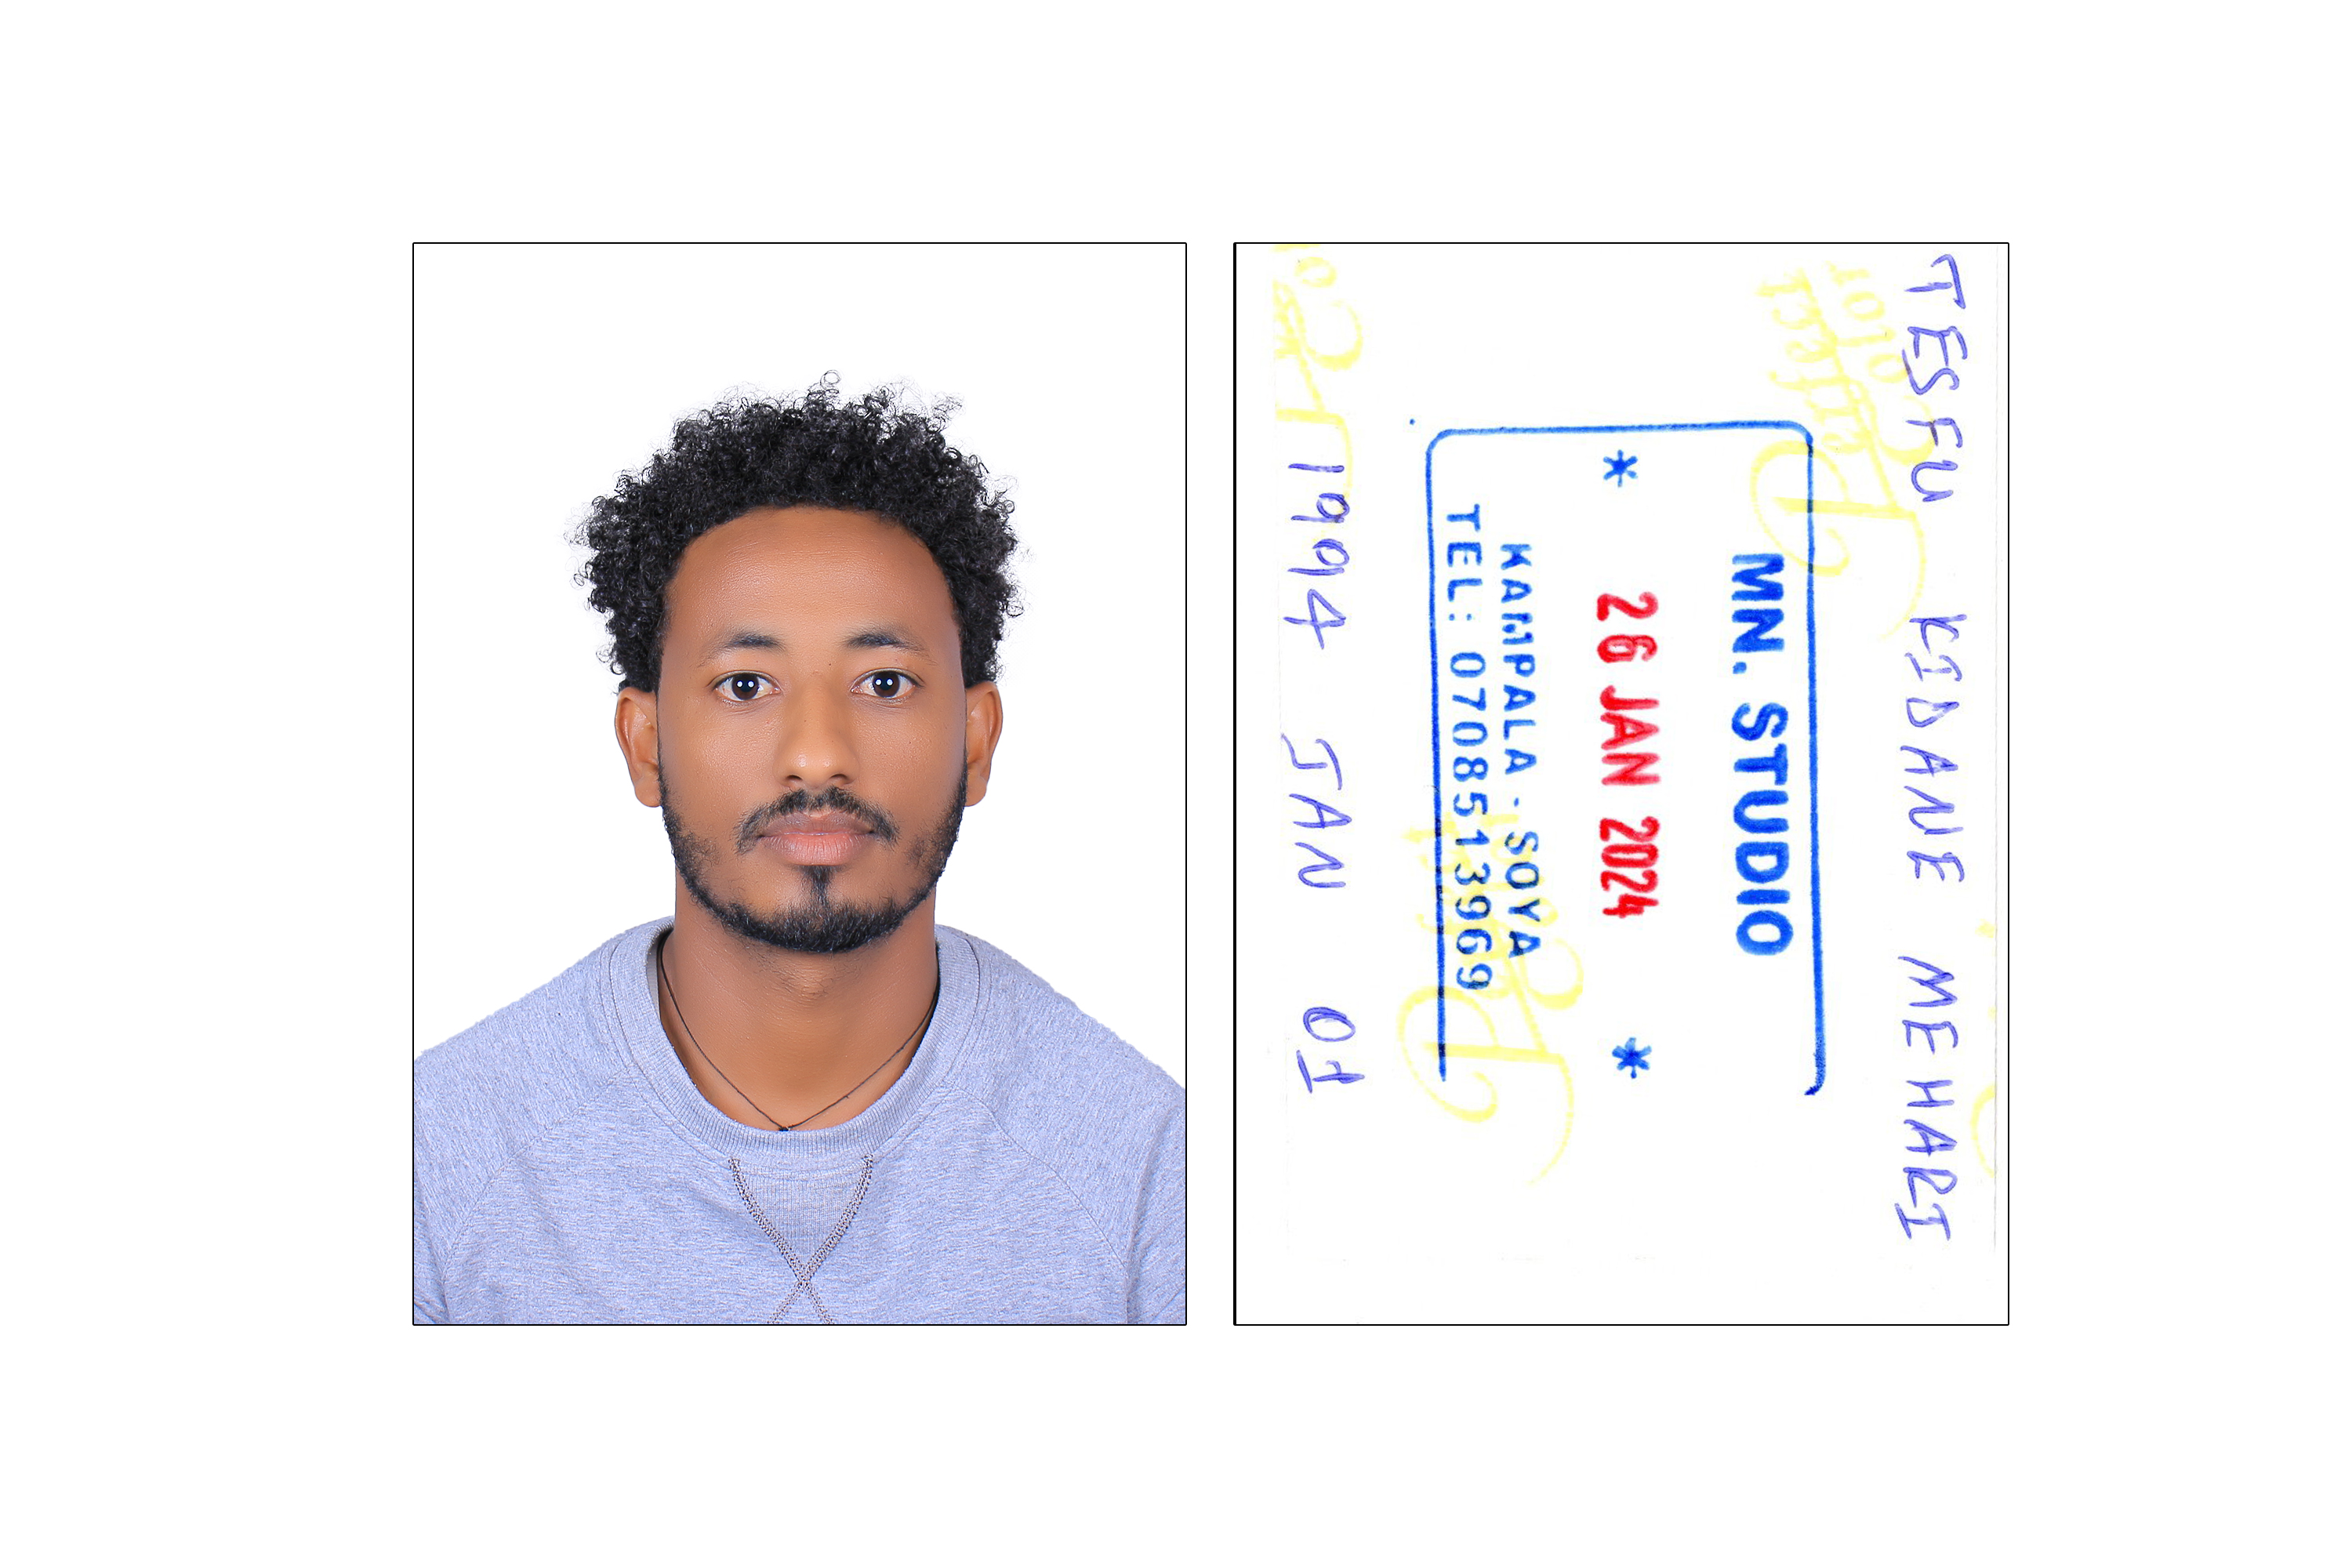 TESFU KIDANE MEHARI
MN. STUDIO
* 26 JAN 2024 *
KAMPALA - SOYA
TEL: 0708513969
1994 JAN 01